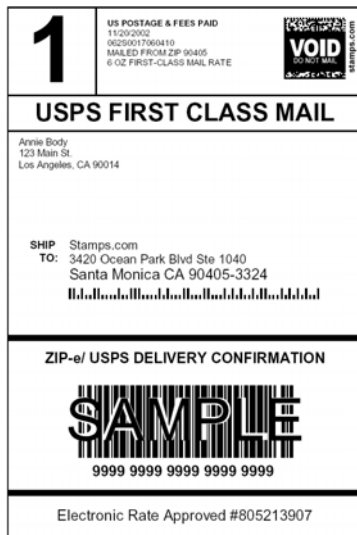 1
US POSTAGE & FEES PAID
11/20/2002
062S0017060410
MAILED FROM ZIP 90405
6 OZ FIRST-CLASS MAIL RATE
VOID
DO NOT MAIL
stamps.com
USPS FIRST CLASS MAIL
Annie Body
123 Main St.
Los Angeles, CA 90014
SHIP TO:
Stamps.com
3420 Ocean Park Blvd Ste 1040
Santa Monica CA 90405-3324
ZIP-e/ USPS DELIVERY CONFIRMATION
SAMPLE
9999 9999 9999 9999 9999
Electronic Rate Approved #805213907